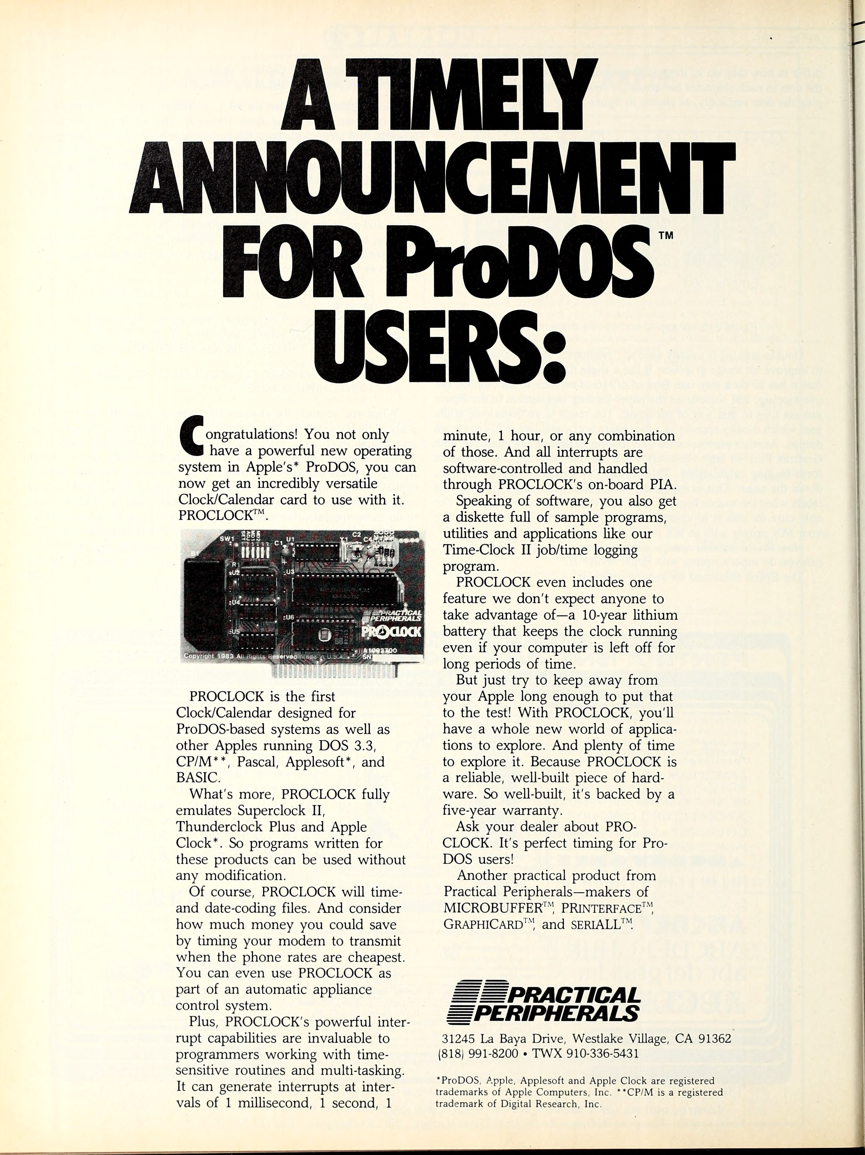 A TIMELY
ANNOUNCEMENT
FOR ProDOS™
USERS:
Congratulations! You not only
have a powerful new operating
system in Apple's* ProDOS, you can
now get an incredibly versatile
Clock/Calendar card to use with it.
PROCLOCK™.
SW1
C1
U1
Y1
C2
C4
R1
U2
U3
U4
U5
U6
PRACTICAL
PERIPHERALS
PROCLOCK
Copyright 1983 All Rights Reserved
SN
PROCLOCK is the first
Clock/Calendar designed for
ProDOS-based systems as well as
other Apples running DOS 3.3,
CP/M**, Pascal, Applesoft*, and
BASIC.
What's more, PROCLOCK fully
emulates Superclock II,
Thunderclock Plus and Apple
Clock*. So programs written for
these products can be used without
any modification.
Of course, PROCLOCK will time-
and date-coding files. And consider
how much money you could save
by timing your modem to transmit
when the phone rates are cheapest.
You can even use PROCLOCK as
part of an automatic appliance
control system.
Plus, PROCLOCK's powerful inter-
rupt capabilities are invaluable to
programmers working with time-
sensitive routines and multi-tasking.
It can generate interrupts at inter-
vals of 1 millisecond, 1 second, 1
minute, 1 hour, or any combination
of those. And all interrupts are
software-controlled and handled
through PROCLOCK's on-board PIA.
Speaking of software, you also get
a diskette full of sample programs,
utilities and applications like our
Time-Clock II job/time logging
program.
PROCLOCK even includes one
feature we don't expect anyone to
take advantage of—a 10-year lithium
battery that keeps the clock running
even if your computer is left off for
long periods of time.
But just try to keep away from
your Apple long enough to put that
to the test! With PROCLOCK, you'll
have a whole new world of applica-
tions to explore. And plenty of time
to explore it. Because PROCLOCK is
a reliable, well-built piece of hard-
ware. So well-built, it's backed by a
five-year warranty.
Ask your dealer about PRO-
CLOCK. It's perfect timing for Pro-
DOS users!
Another practical product from
Practical Peripherals—makers of
MICROBUFFER™, PRINTERFACE™,
GRAPHICARD™, and SERIALL™.
PRACTICAL
PERIPHERALS
31245 La Baya Drive, Westlake Village, CA 91362
(818) 991-8200 • TWX 910-336-5431
*ProDOS, Apple, Applesoft and Apple Clock are registered
trademarks of Apple Computers, Inc. **CP/M is a registered
trademark of Digital Research, Inc.